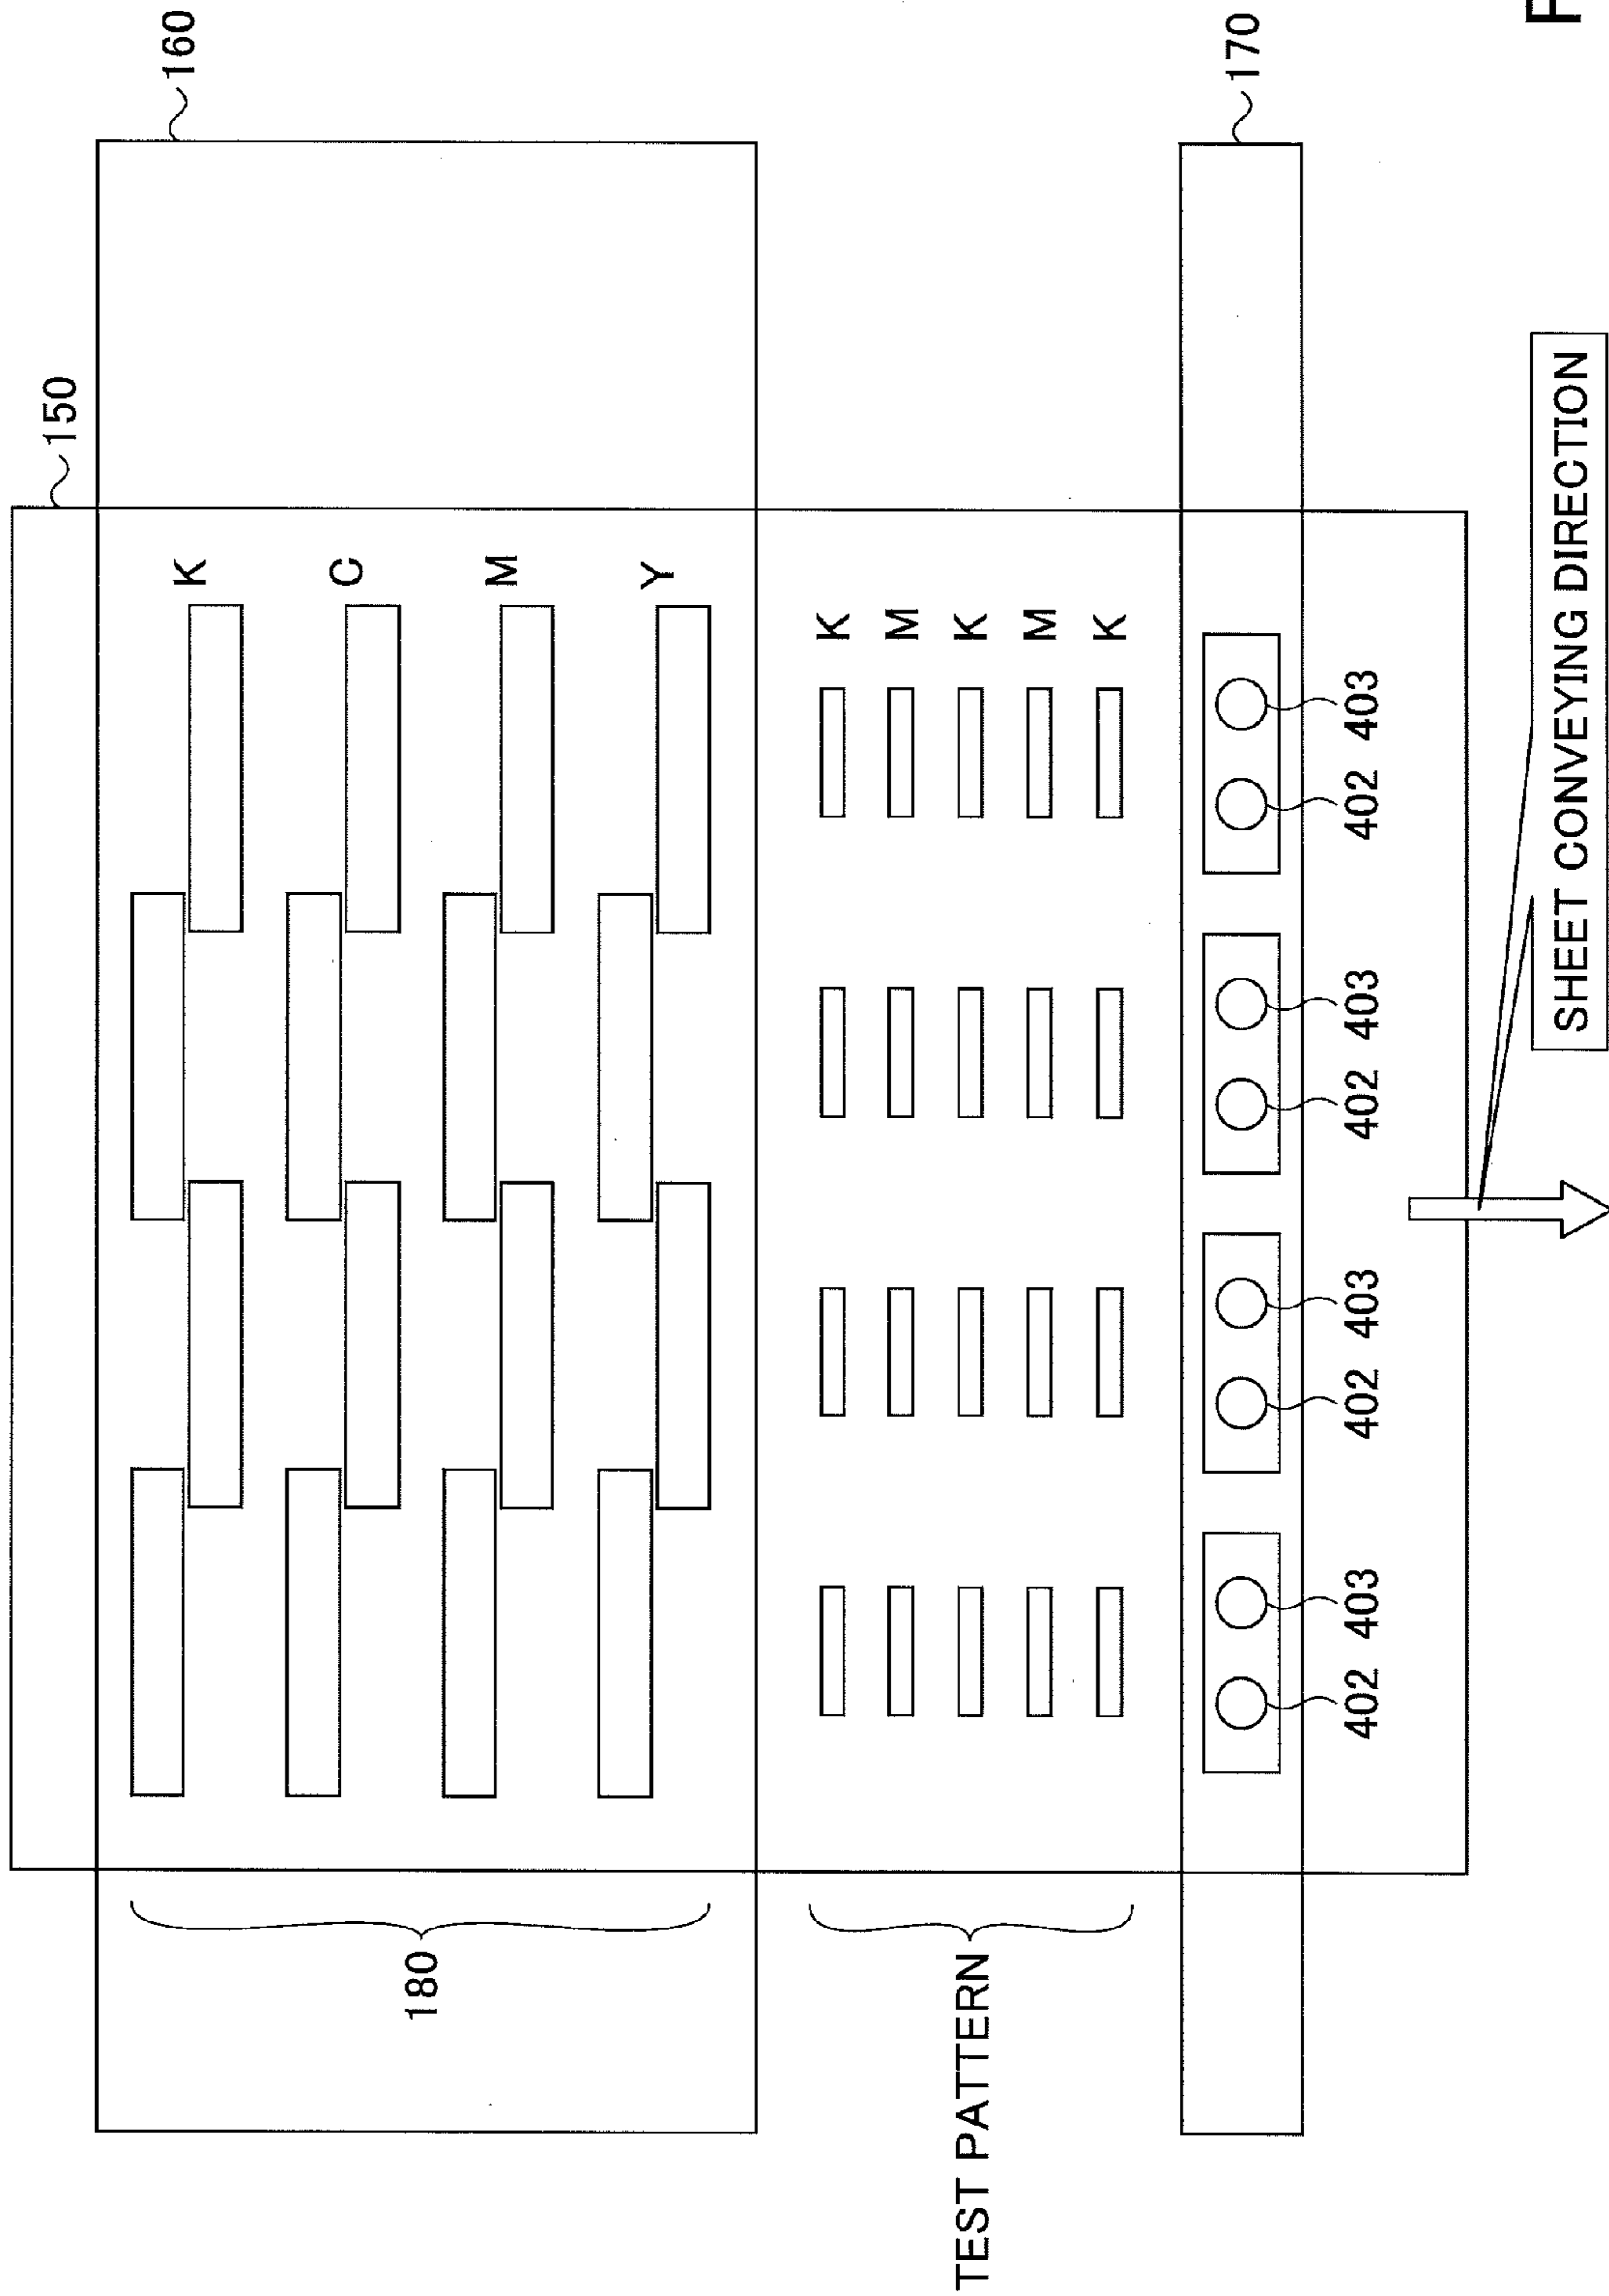 150
K 160
C
180
M
Y
K
M
TEST PATTERN K
M
K
170
402 403 402 403 402 403 402 403
SHEET CONVEYING DIRECTION
F